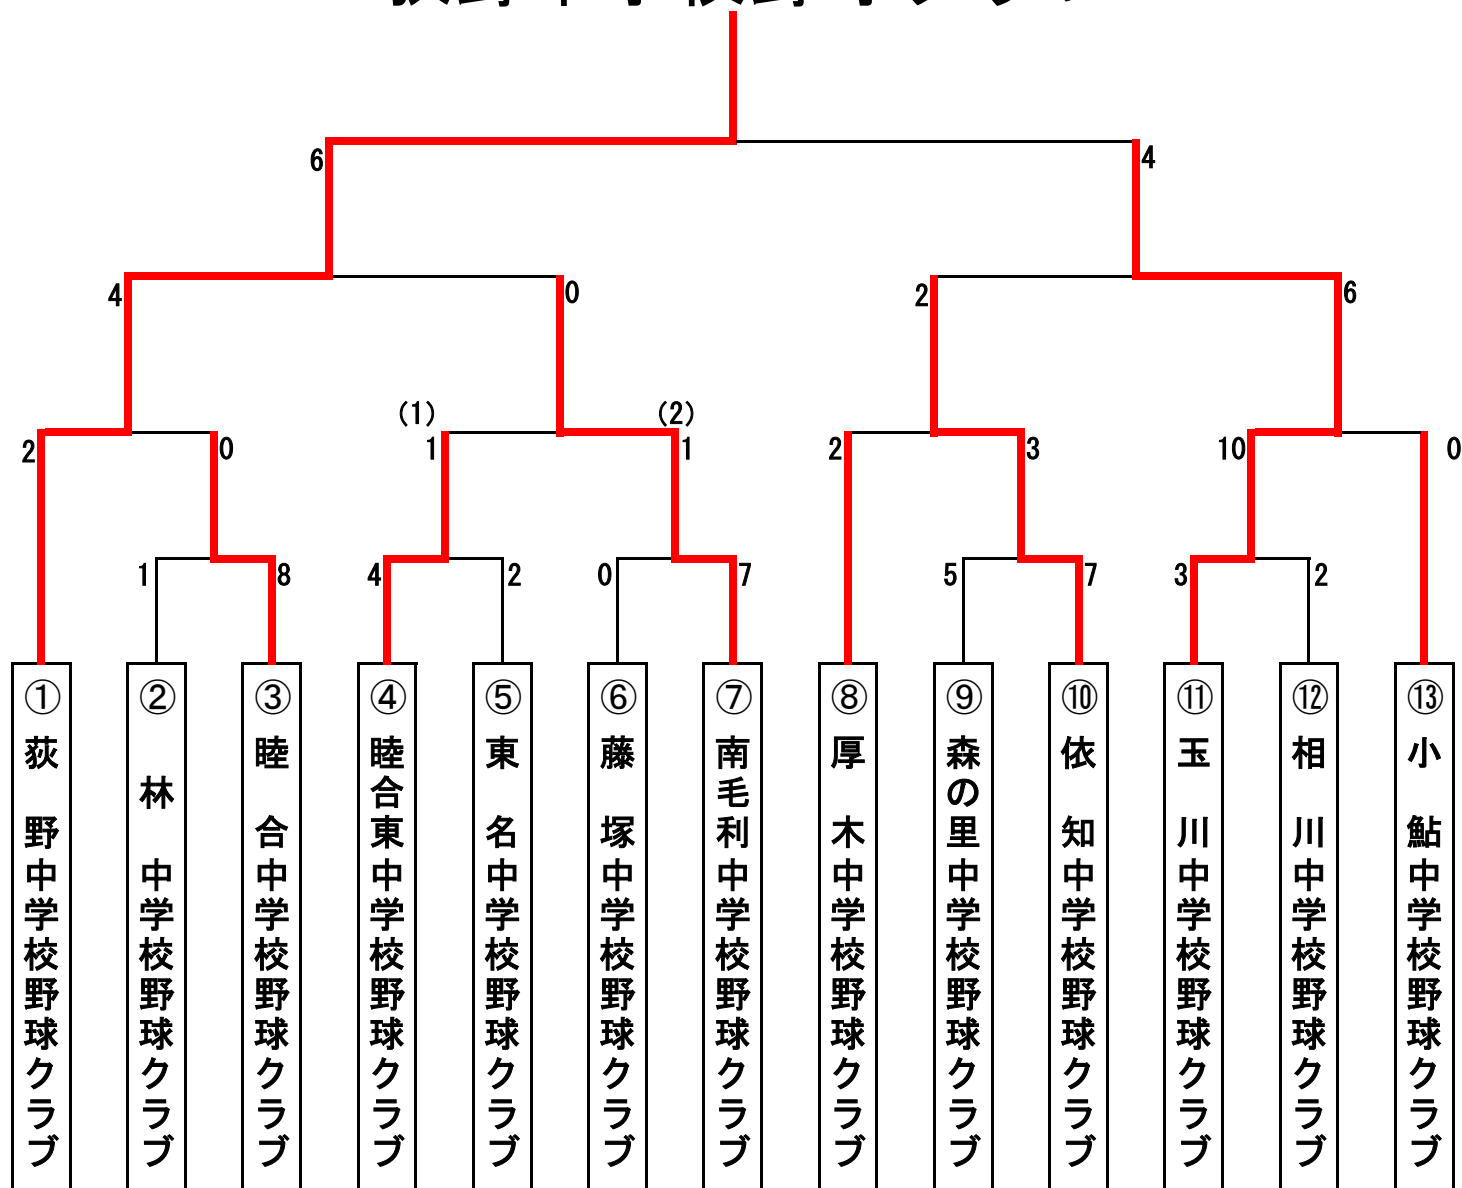 6 4
4 0 2 6
(1) (2)
2 0 1 1 2 3 10 0
1 8 4 2 0 7 5 7 3 2
① 荻野中学校野球クラブ
② 林中学校野球クラブ
③ 睦合中学校野球クラブ
④ 睦合東中学校野球クラブ
⑤ 東名中学校野球クラブ
⑥ 藤塚中学校野球クラブ
⑦ 南毛利中学校野球クラブ
⑧ 厚木中学校野球クラブ
⑨ 森の里中学校野球クラブ
⑩ 依知中学校野球クラブ
⑪ 玉川中学校野球クラブ
⑫ 相川中学校野球クラブ
⑬ 小鮎中学校野球クラブ